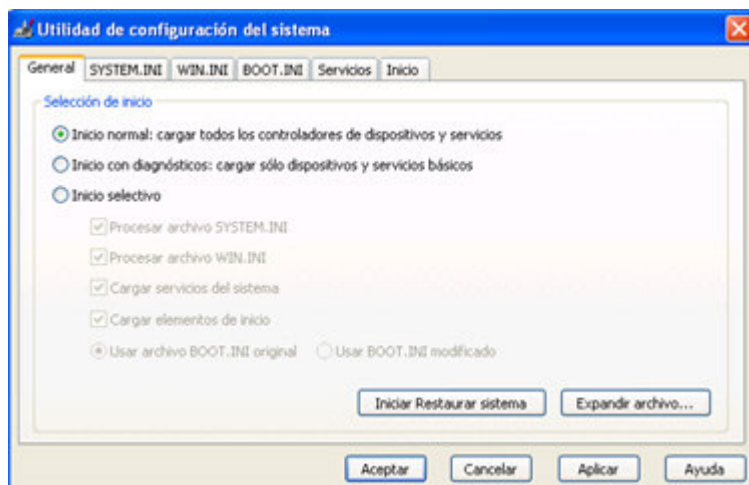 Utilidad de configuración del sistema
General SYSTEM.INI WIN.INI BOOT.INI Servicios Inicio
Selección de inicio
Inicio normal: cargar todos los controladores de dispositivos y servicios
Inicio con diagnósticos: cargar sólo dispositivos y servicios básicos
Inicio selectivo
Procesar archivo SYSTEM.INI
Procesar archivo WIN.INI
Cargar servicios del sistema
Cargar elementos de inicio
Usar archivo BOOT.INI original Usar BOOT.INI modificado
Iniciar Restaurar sistema Expandir archivo...
Aceptar Cancelar Aplicar Ayuda